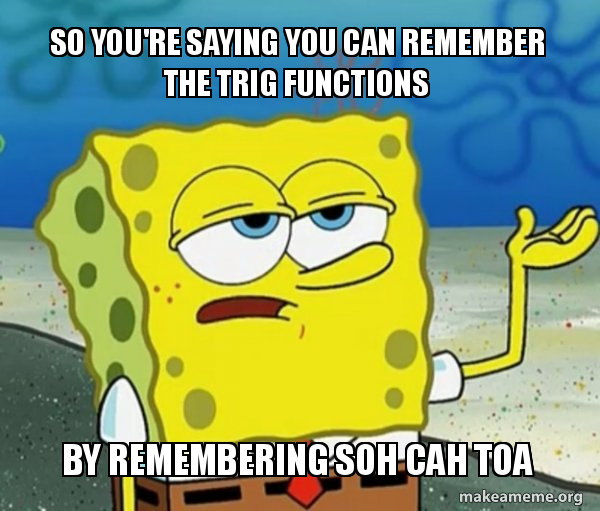 SO YOU'RE SAYING YOU CAN REMEMBER
THE TRIG FUNCTIONS
BY REMEMBERING SOH CAH TOA
makeameme.org